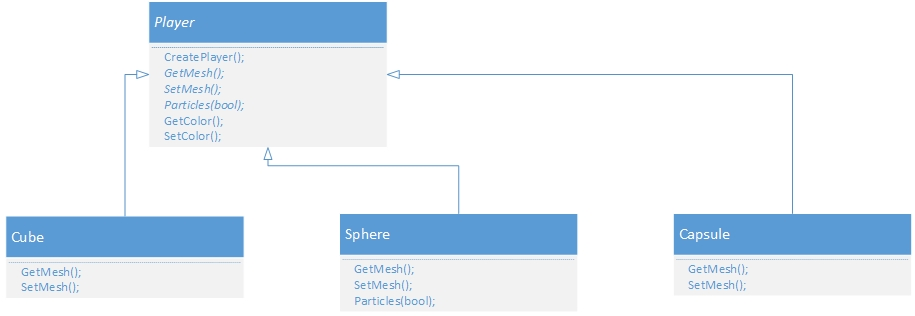 Player
CreatePlayer();
GetMesh();
SetMesh();
Particles(bool);
GetColor();
SetColor();
Cube
GetMesh();
SetMesh();
Sphere
GetMesh();
SetMesh();
Particles(bool);
Capsule
GetMesh();
SetMesh();